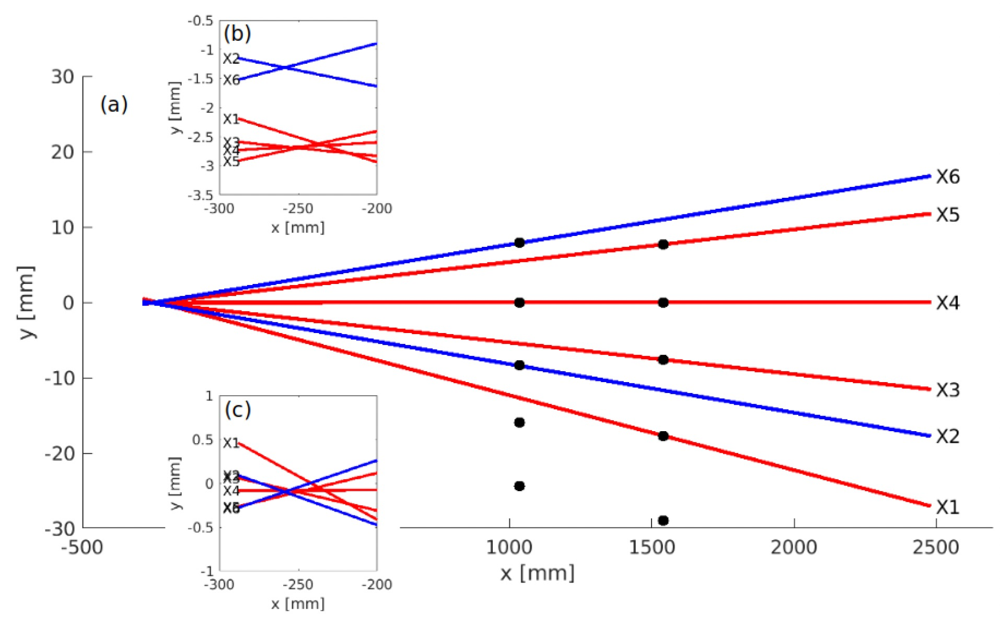 (a)
30
20
10
0
-10
-20
-30
y [mm]
-500
1000
1500
2000
2500
x [mm]
X6
X5
X4
X3
X2
X1
(b)
-0.5
-1
-1.5
-2
-2.5
-3
-3.5
y [mm]
X2
X6
X1
X3
X4
X5
-300
-250
-200
x [mm]
(c)
1
0.5
0
-0.5
-1
y [mm]
X1
X4
-300
-250
-200
x [mm]